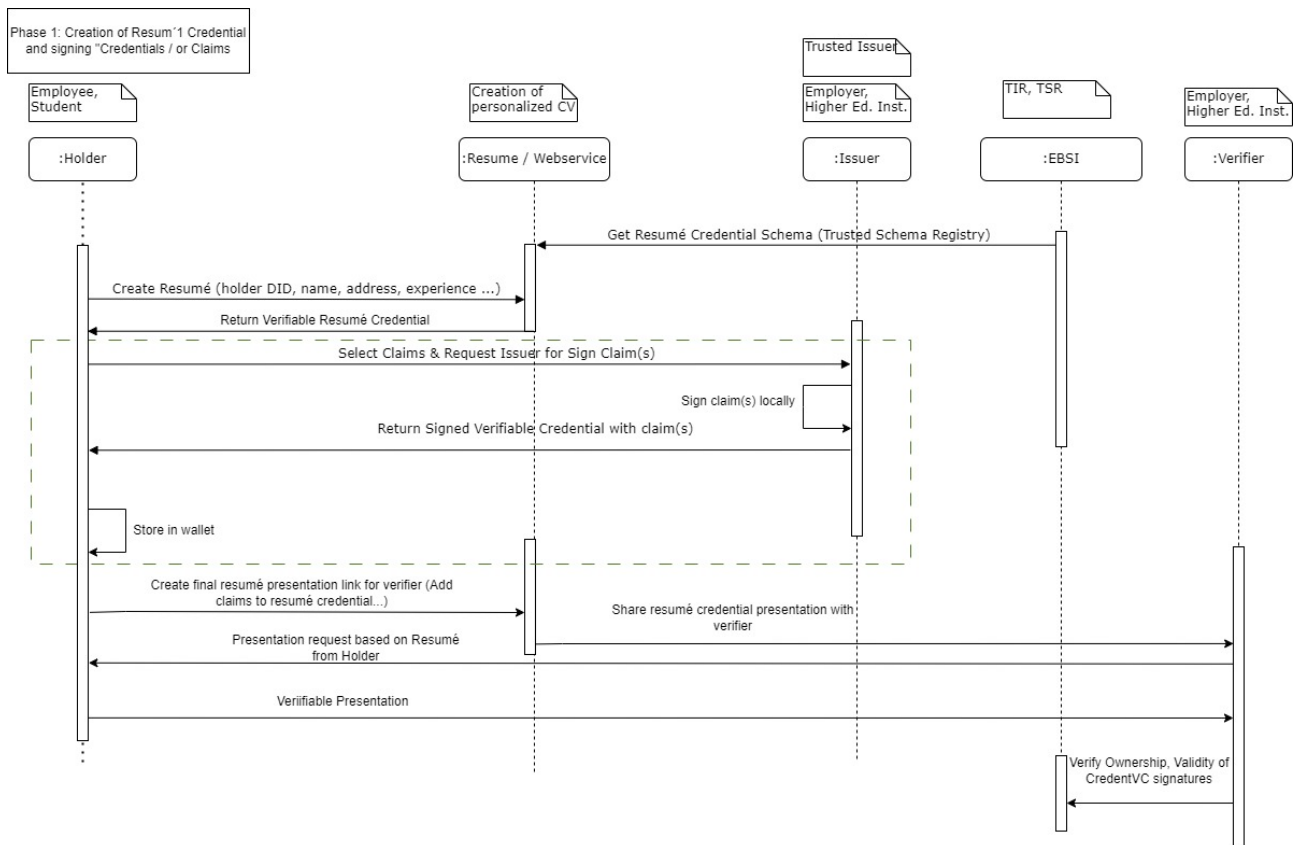 Phase 1: Creation of Resum´1 Credential
and signing "Credentials / or Claims
Trusted Issuer
Employee,
Student
Creation of
personalized CV
Employer,
Higher Ed. Inst.
TIR, TSR
Employer,
Higher Ed. Inst.
:Holder
:Resume / Webservice
:Issuer
:EBSI
:Verifier
Get Resumé Credential Schema (Trusted Schema Registry)
Create Resumé (holder DID, name, address, experience ...)
Return Verifiable Resumé Credential
Select Claims & Request Issuer for Sign Claim(s)
Sign claim(s) locally
Return Signed Verifiable Credential with claim(s)
Store in wallet
Create final resumé presentation link for verifier (Add
claims to resumé credential...)
Share resumé credential presentation with
verifier
Presentation request based on Resumé
from Holder
Veriifiable Presentation
Verify Ownership, Validity of
CredentVC signatures